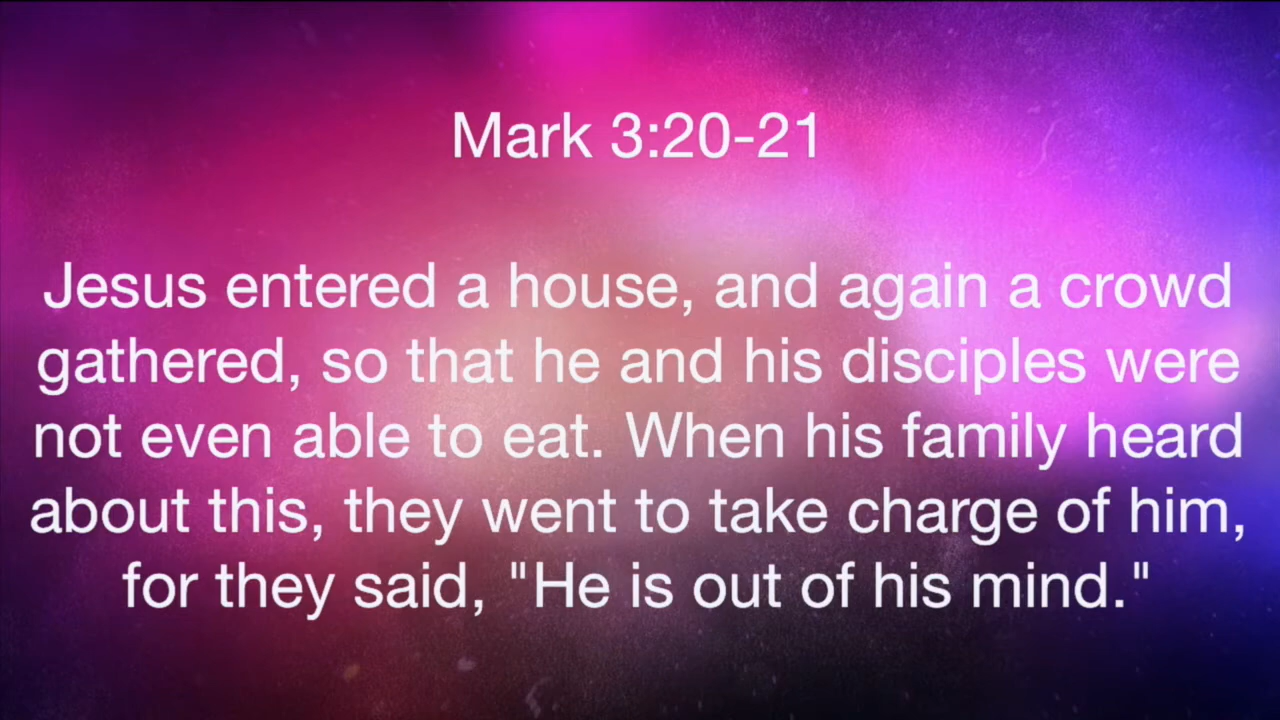 Mark 3:20-21
Jesus entered a house, and again a crowd
gathered, so that he and his disciples were
not even able to eat. When his family heard
about this, they went to take charge of him,
for they said, "He is out of his mind."